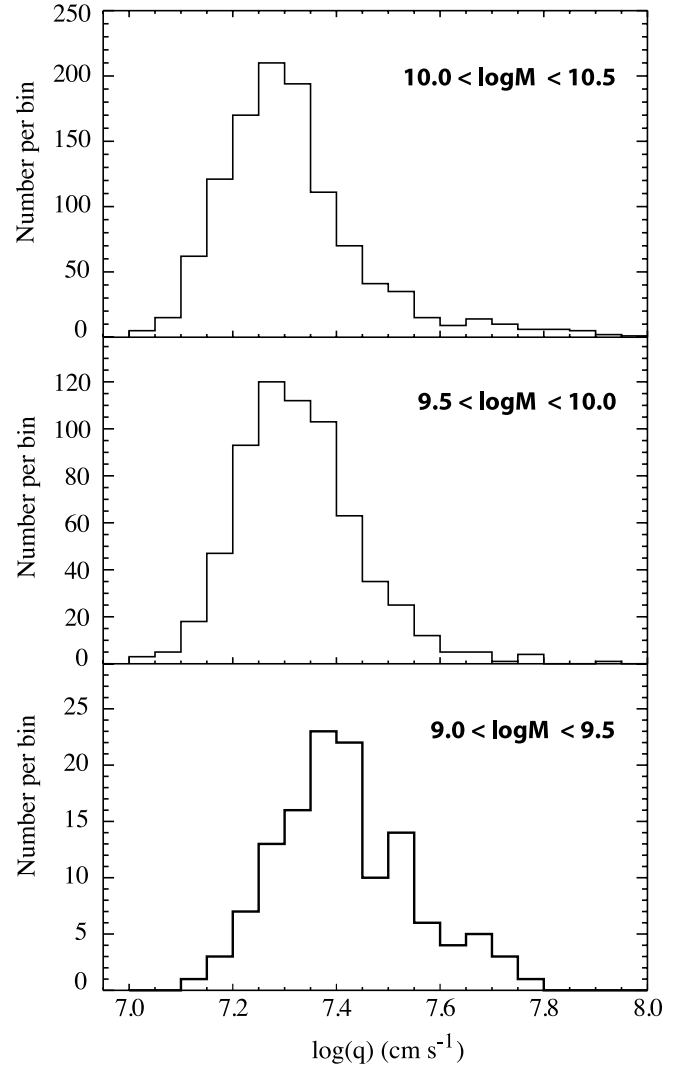 250
200
150
100
50
0
Number per bin
10.0 < logM < 10.5
120
100
80
60
40
20
0
Number per bin
9.5 < logM < 10.0
25
20
15
10
5
0
Number per bin
9.0 < logM < 9.5
7.0 7.2 7.4 7.6 7.8 8.0
log(q) (cm s⁻¹)